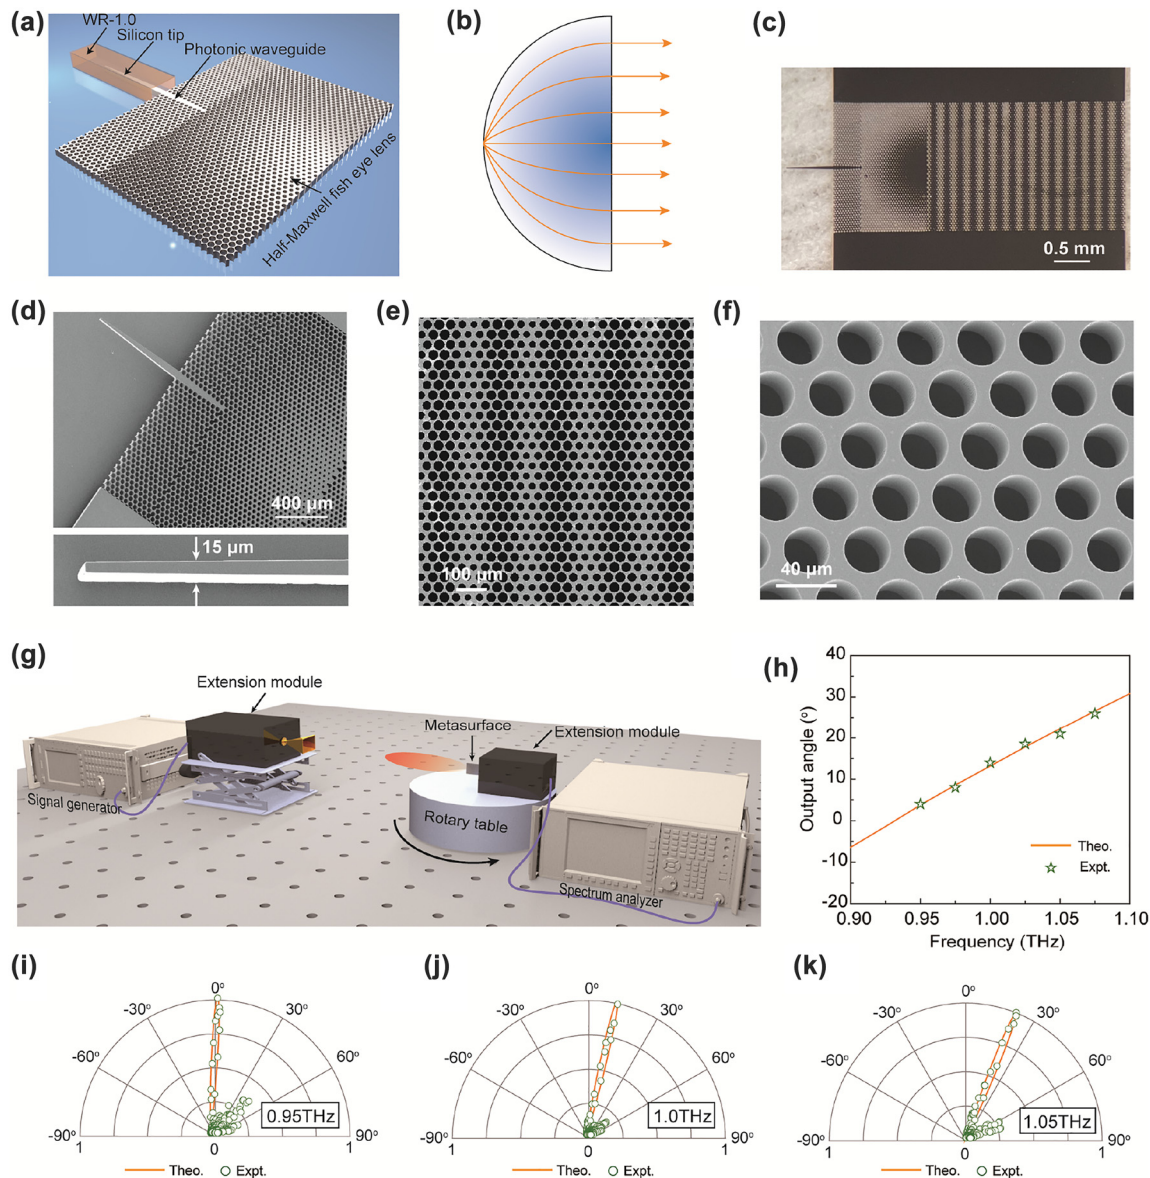 (a)
WR-1.0
Silicon tip
Photonic waveguide
Half-Maxwell fish eye lens
(b)
(c)
0.5 mm
(d)
400 μm
15 μm
(e)
100 μm
(f)
40 μm
(g)
Extension module
Metasurface
Extension module
Signal generator
Rotary table
Spectrum analyzer
(h)
Output angle (°)
40
30
20
10
0
-10
-20
0.90
0.95
1.00
1.05
1.10
Frequency (THz)
Theo.
Expt.
(i)
0°
-30°
30°
-60°
60°
-90°
90°
0.95THz
1
0
1
Theo.
Expt.
(j)
0°
-30°
30°
-60°
60°
-90°
90°
1.0THz
1
0
1
Theo.
Expt.
(k)
0°
-30°
30°
-60°
60°
-90°
90°
1.05THz
1
0
1
Theo.
Expt.